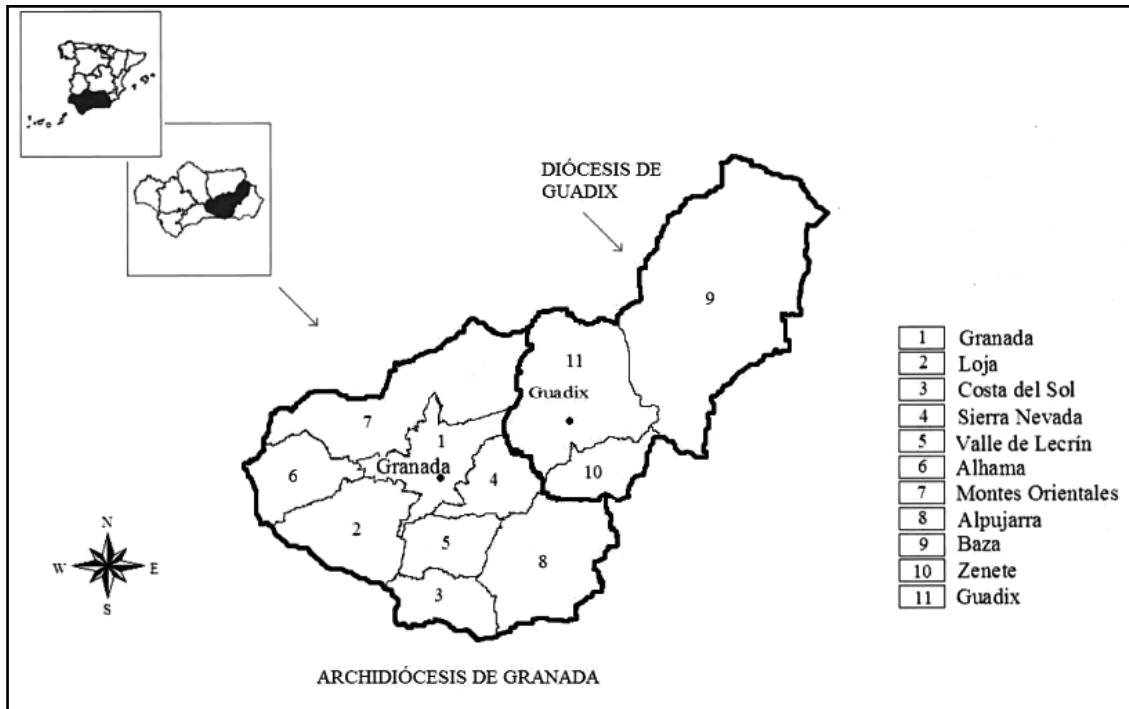 DIÓCESIS DE
GUADIX
9
11
Guadix
7
1
Granada
6
4
10
2
5
8
3
N
W
E
S
ARCHIDIÓCESIS DE GRANADA
1 Granada
2 Loja
3 Costa del Sol
4 Sierra Nevada
5 Valle de Lecrín
6 Alhama
7 Montes Orientales
8 Alpujarra
9 Baza
10 Zenete
11 Guadix